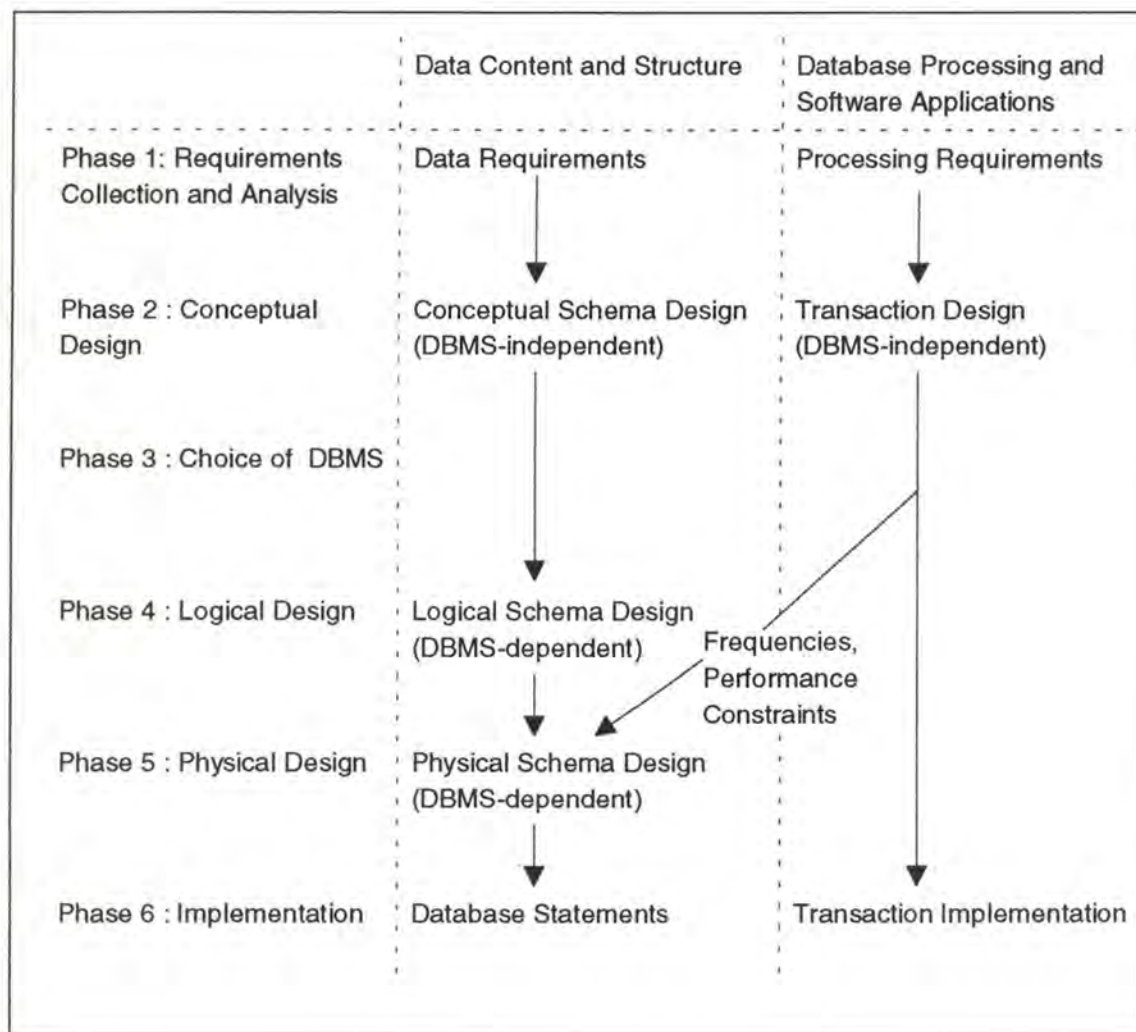 Data Content and Structure
Database Processing and
Software Applications
Phase 1: Requirements
Collection and Analysis
Data Requirements
Processing Requirements
Phase 2 : Conceptual
Design
Conceptual Schema Design
(DBMS-independent)
Transaction Design
(DBMS-independent)
Phase 3 : Choice of DBMS
Phase 4 : Logical Design
Logical Schema Design
(DBMS-dependent)
Frequencies,
Performance
Constraints
Phase 5 : Physical Design
Physical Schema Design
(DBMS-dependent)
Phase 6 : Implementation
Database Statements
Transaction Implementation